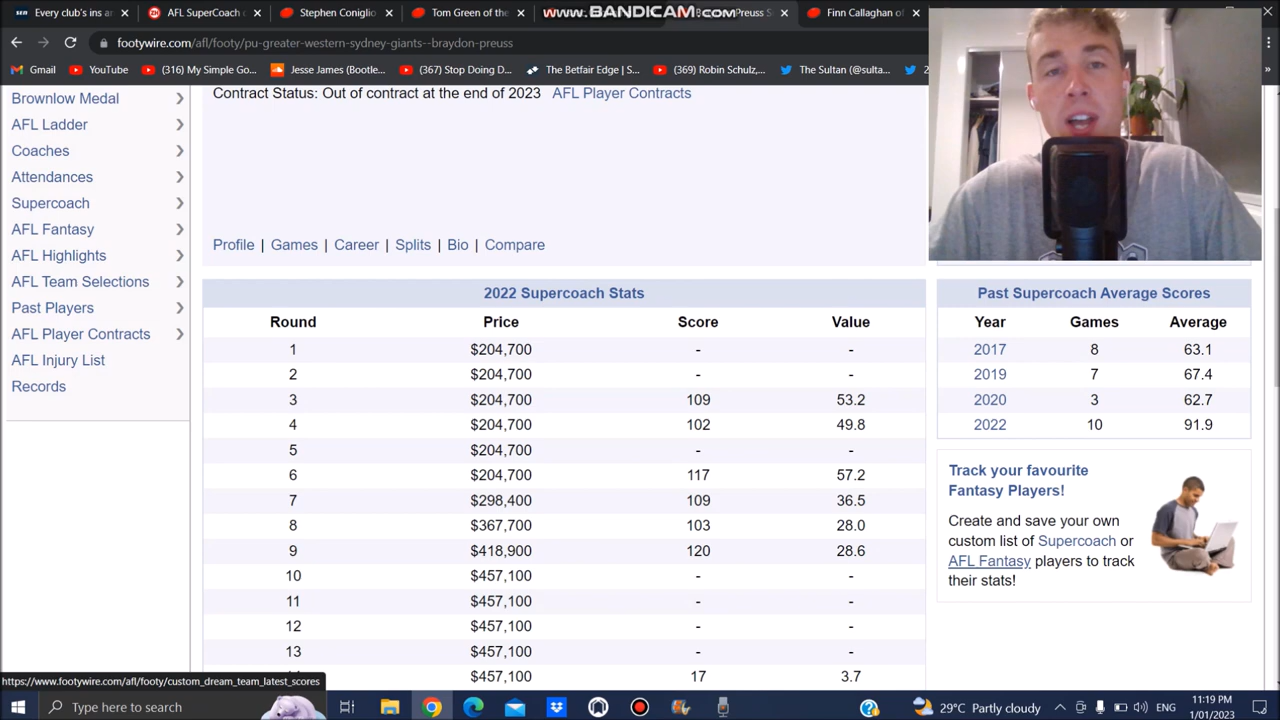 Every club's is ar
AFL SuperCoach
Stephen Coniglio
Tom Green of the
WWW.BANDICAM.COM
Preuss S
Finn Callaghan of
footywire.com/afl/footy/pu-greater-western-sydney-giants--braydon-preuss
Gmail YouTube (316) My Simple Go... Jesse James (bootle... (367) Stop Doing D... The Betfair Edge | S... (369) Robin Schulz,... The Sultan (@sulta...
Contract Status: Out of contract at the end of 2023 AFL Player Contracts
Brownlow Medal
AFL Ladder
Coaches
Attendances
Supercoach
AFL Fantasy
AFL Highlights
AFL Team Selections
Past Players
AFL Player Contracts
AFL Injury List
Records
Profile | Games | Career | Splits | Bio | Compare
2022 Supercoach Stats
Round Price Score Value
1 $204,700 - -
2 $204,700 - -
3 $204,700 109 53.2
4 $204,700 102 49.8
5 $204,700 - -
6 $204,700 117 57.2
7 $298,400 109 36.5
8 $367,700 103 28.0
9 $418,900 120 28.6
10 $457,100 - -
11 $457,100 - -
12 $457,100 - -
13 $457,100 - -
$457,100 17 3.7
Past Supercoach Average Scores
Year Games Average
2017 8 63.1
2019 7 67.4
2020 3 62.7
2022 10 91.9
Track your favourite
Fantasy Players!
Create and save your own
custom list of Supercoach or
AFL Fantasy players to track
their stats!
https://www.footywire.com/afl/footy/custom_dream_team_latest_scores
Type here to search
29°C Partly cloudy
ENG
11:19 PM
1/01/2023